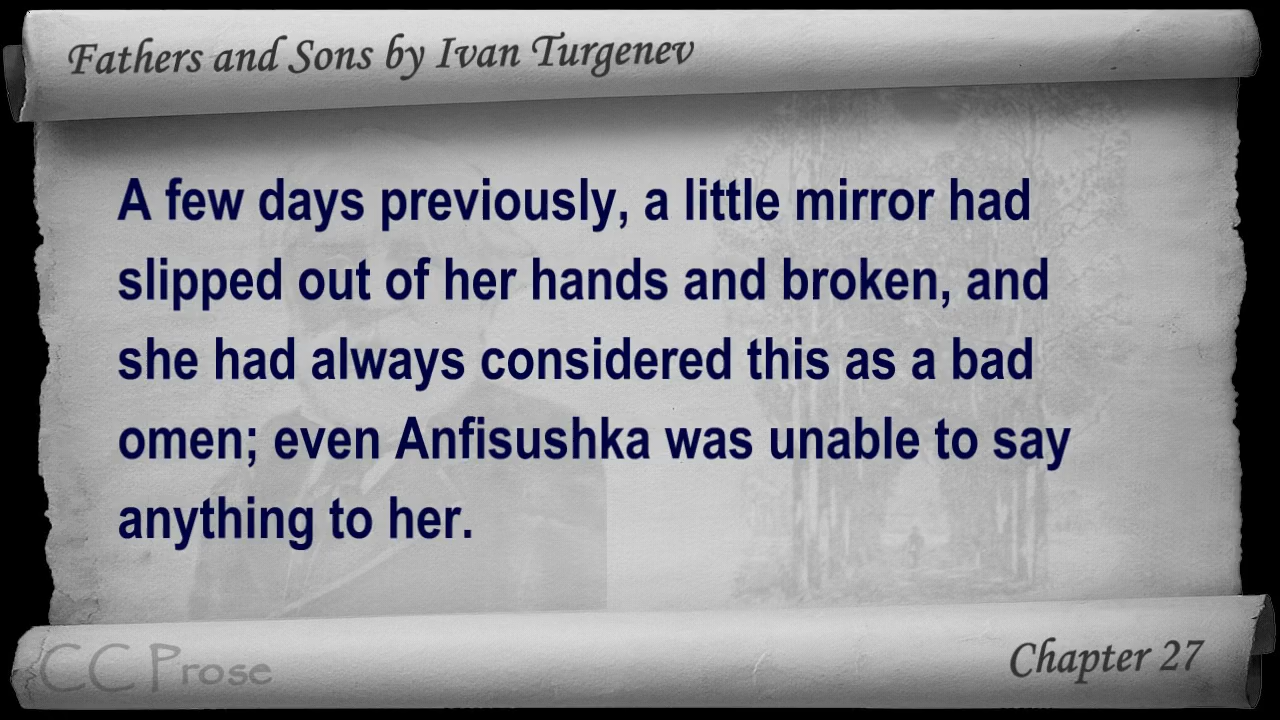 Fathers and Sons by Ivan Turgenev
A few days previously, a little mirror had
slipped out of her hands and broken, and
she had always considered this as a bad
omen; even Anfisushka was unable to say
anything to her.
CC Prose
Chapter 27